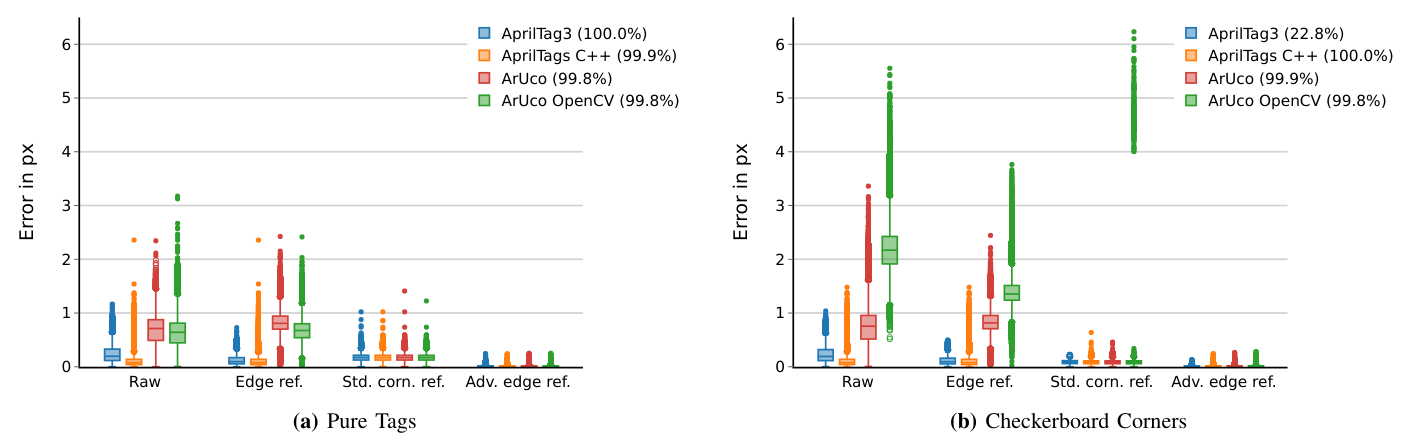 Error in px
6
5
4
3
2
1
0
AprilTag3 (100.0%)
AprilTags C++ (99.9%)
ArUco (99.8%)
ArUco OpenCV (99.8%)
Raw Edge ref. Std. corn. ref. Adv. edge ref.
(a) Pure Tags
Error in px
6
5
4
3
2
1
0
AprilTag3 (22.8%)
AprilTags C++ (100.0%)
ArUco (99.9%)
ArUco OpenCV (99.8%)
Raw Edge ref. Std. corn. ref. Adv. edge ref.
(b) Checkerboard Corners